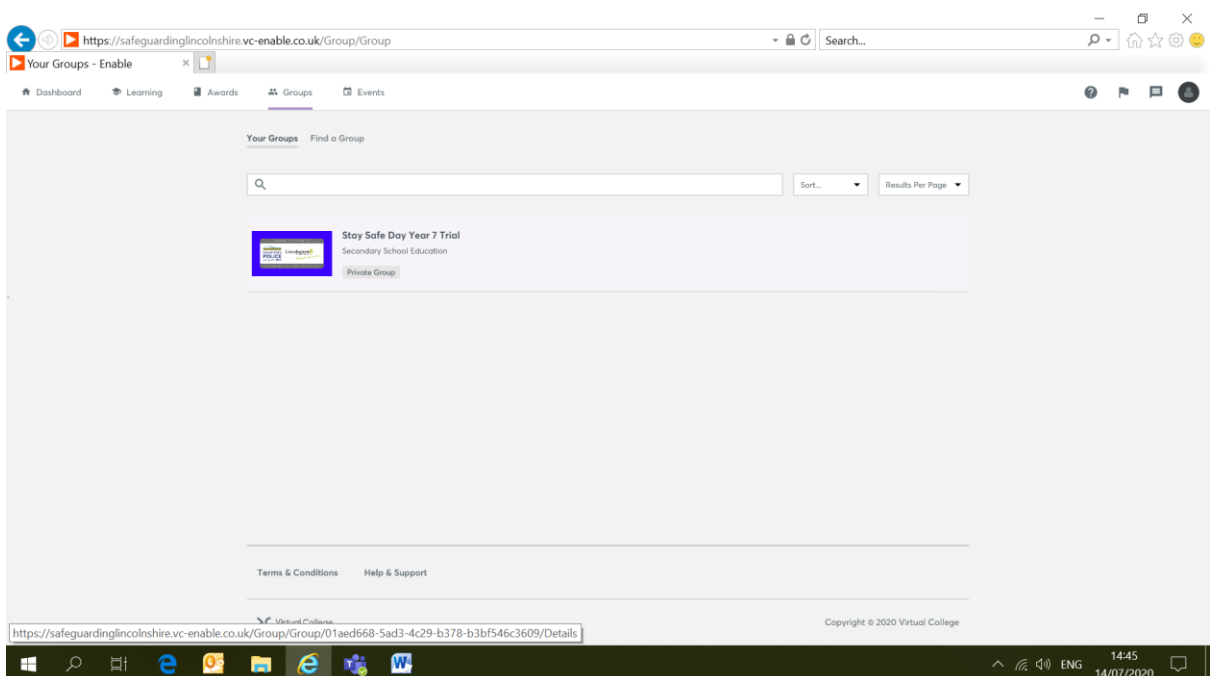 https://safeguardinglincolnshire.vc-enable.co.uk/Group/Group
Search...
Your Groups - Enable
Dashboard Learning Awards Groups Events
Your Groups Find a Group
Sort... Results Per Page
Stay Safe Day Year 7 Trial
POLICE Lincolnshire
Secondary School Education
Private Group
Terms & Conditions Help & Support
Virtual College Copyright © 2020 Virtual College
https://safeguardinglincolnshire.vc-enable.co.uk/Group/Group/01aed668-5ad3-4c29-b378-b3bf546c3609/Details
ENG 14:45
14/07/2020